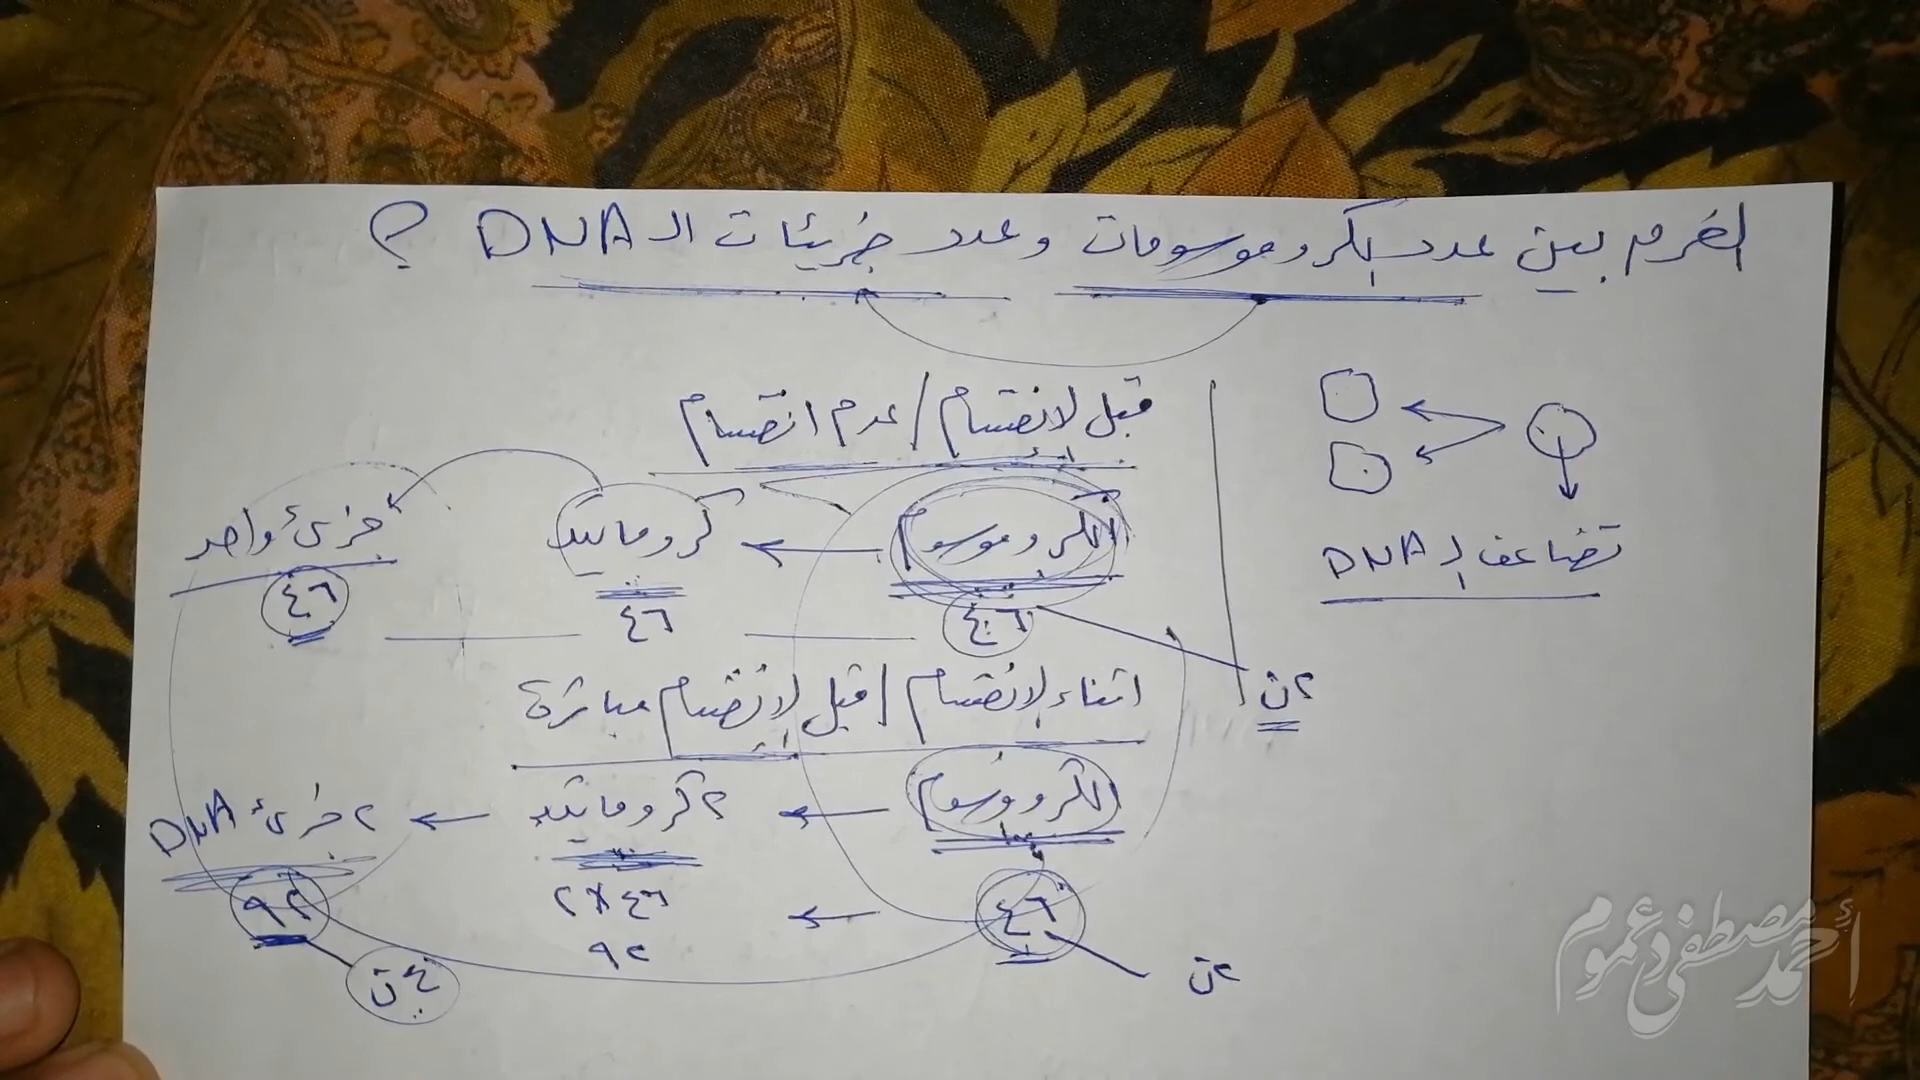 الفرق بين عدد الكروموسومات وعدد جزيئات الـ DNA ؟
قبل الانقسام / عدم انقسام
الكروموسوم ← كروماتيد جزئ واحد
٤٦ ٤٦ ٤٦
٢ن
تضاعف الـ DNA
اثناء الانقسام / قبل الانقسام مباشرة
الكروموسوم ← ٢ كروماتيد ← ٢ جزئ DNA
٤٦ ← ٤٦×٢ ٩٢
٩٢
٢ن ٤ن
أحمد مصطفى دعموم